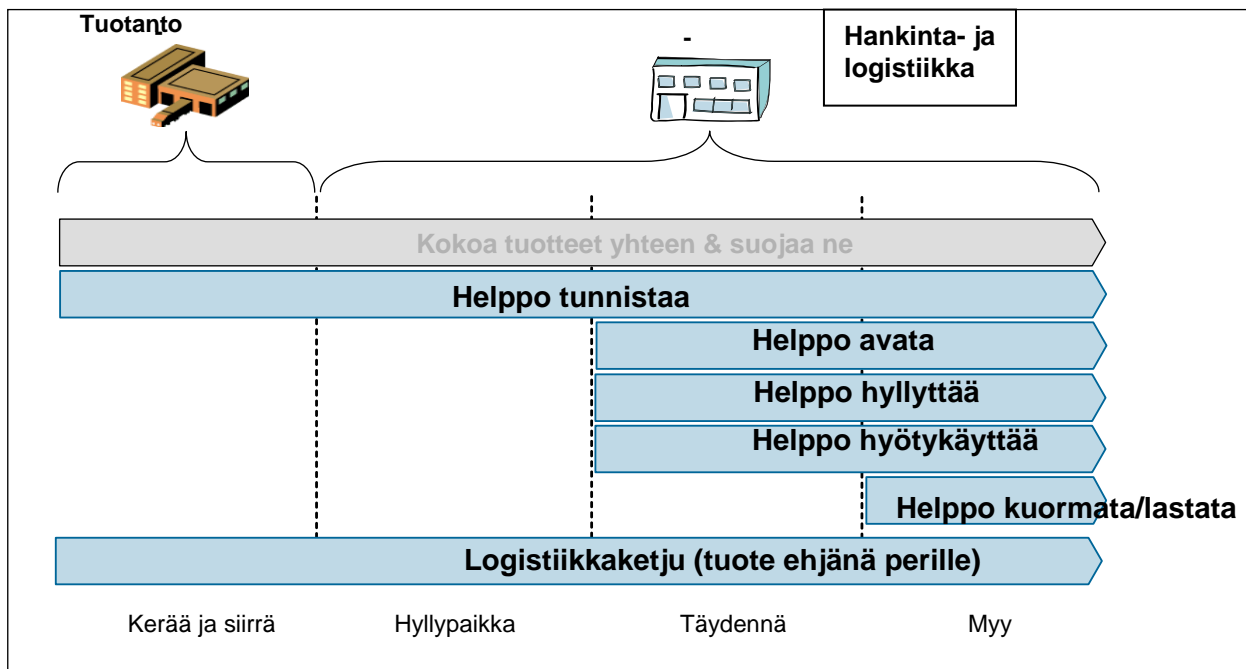 Tuotanto
-
Hankinta- ja
logistiikka
Kokoa tuotteet yhteen & suojaa ne
Helppo tunnistaa
Helppo avata
Helppo hyllyttää
Helppo hyötykäyttää
Helppo kuormata/lastata
Logistiikkaketju (tuote ehjänä perille)
Kerää ja siirrä
Hyllypaikka
Täydennä
Myy